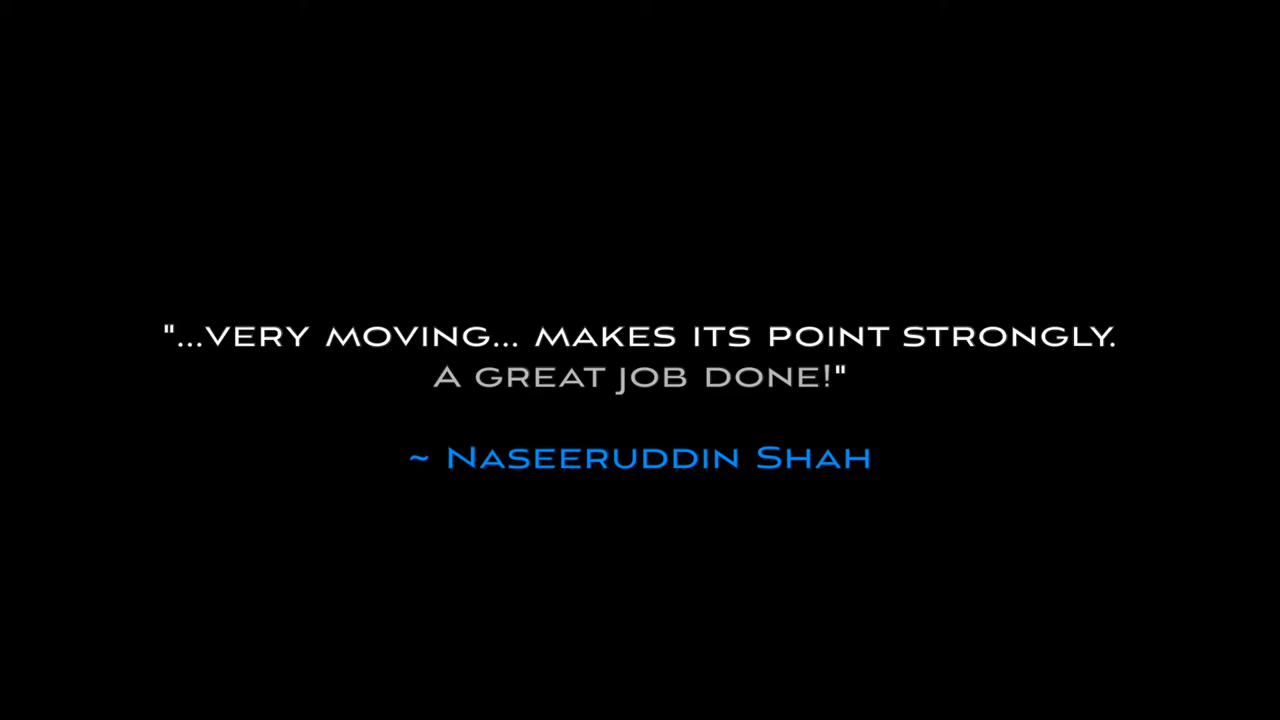 "...VERY MOVING... MAKES ITS POINT STRONGLY.
A GREAT JOB DONE!"
~ NASEERUDDIN SHAH